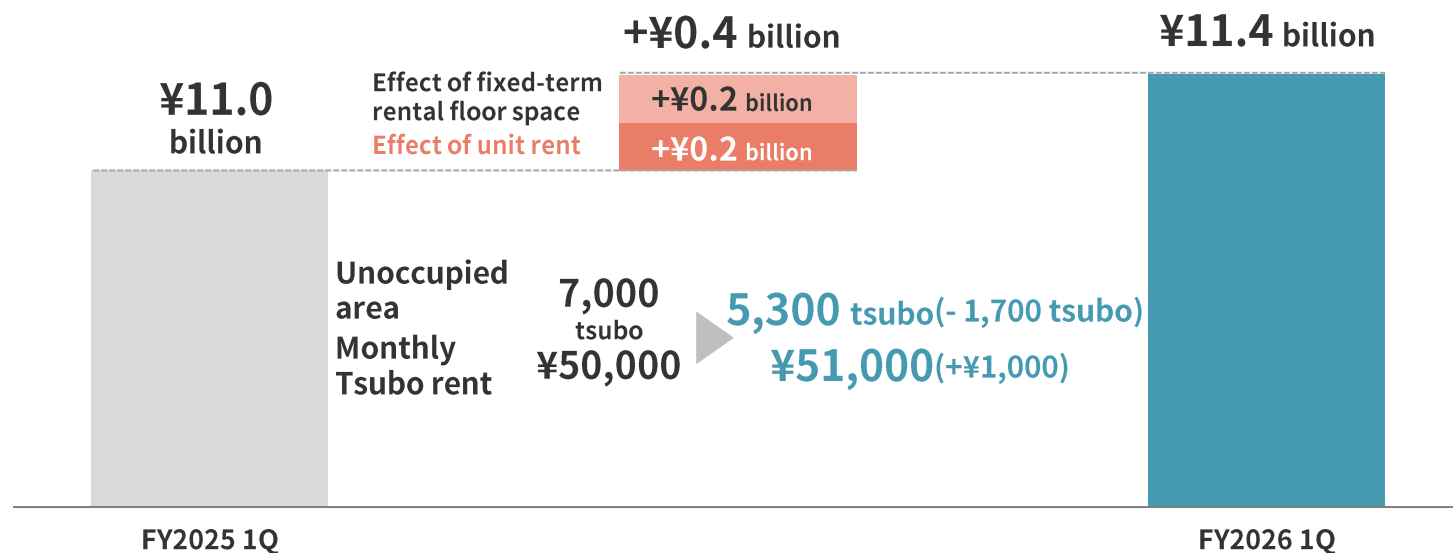 +¥0.4 billion
¥11.4 billion
¥11.0
billion
Effect of fixed-term
rental floor space
+¥0.2 billion
Effect of unit rent
+¥0.2 billion
Unoccupied
area
7,000
tsubo
5,300 tsubo(- 1,700 tsubo)
Monthly
Tsubo rent
¥50,000
¥51,000(+¥1,000)
FY2025 1Q
FY2026 1Q